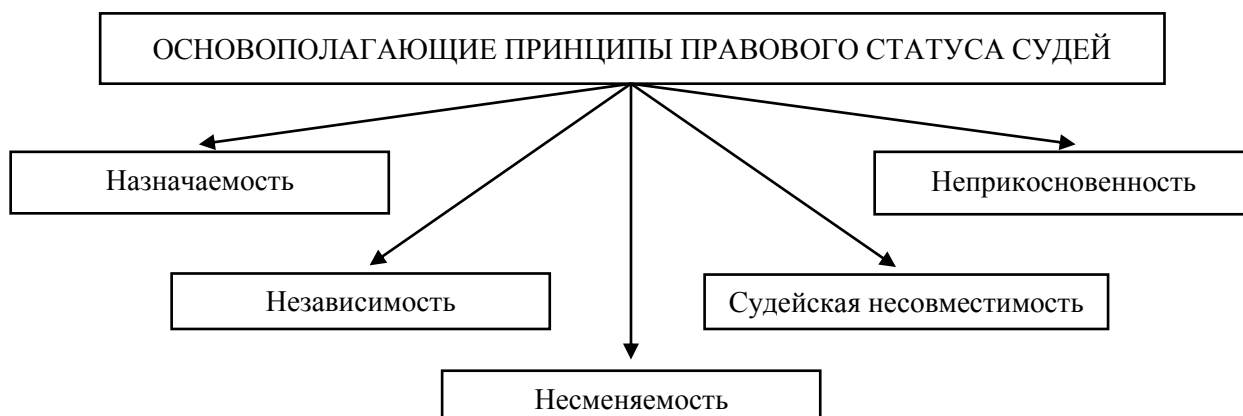 ОСНОВОПОЛАГАЮЩИЕ ПРИНЦИПЫ ПРАВОВОГО СТАТУСА СУДЕЙ
Назначаемость
Неприкосновенность
Независимость
Судейская несовместимость
Несменяемость